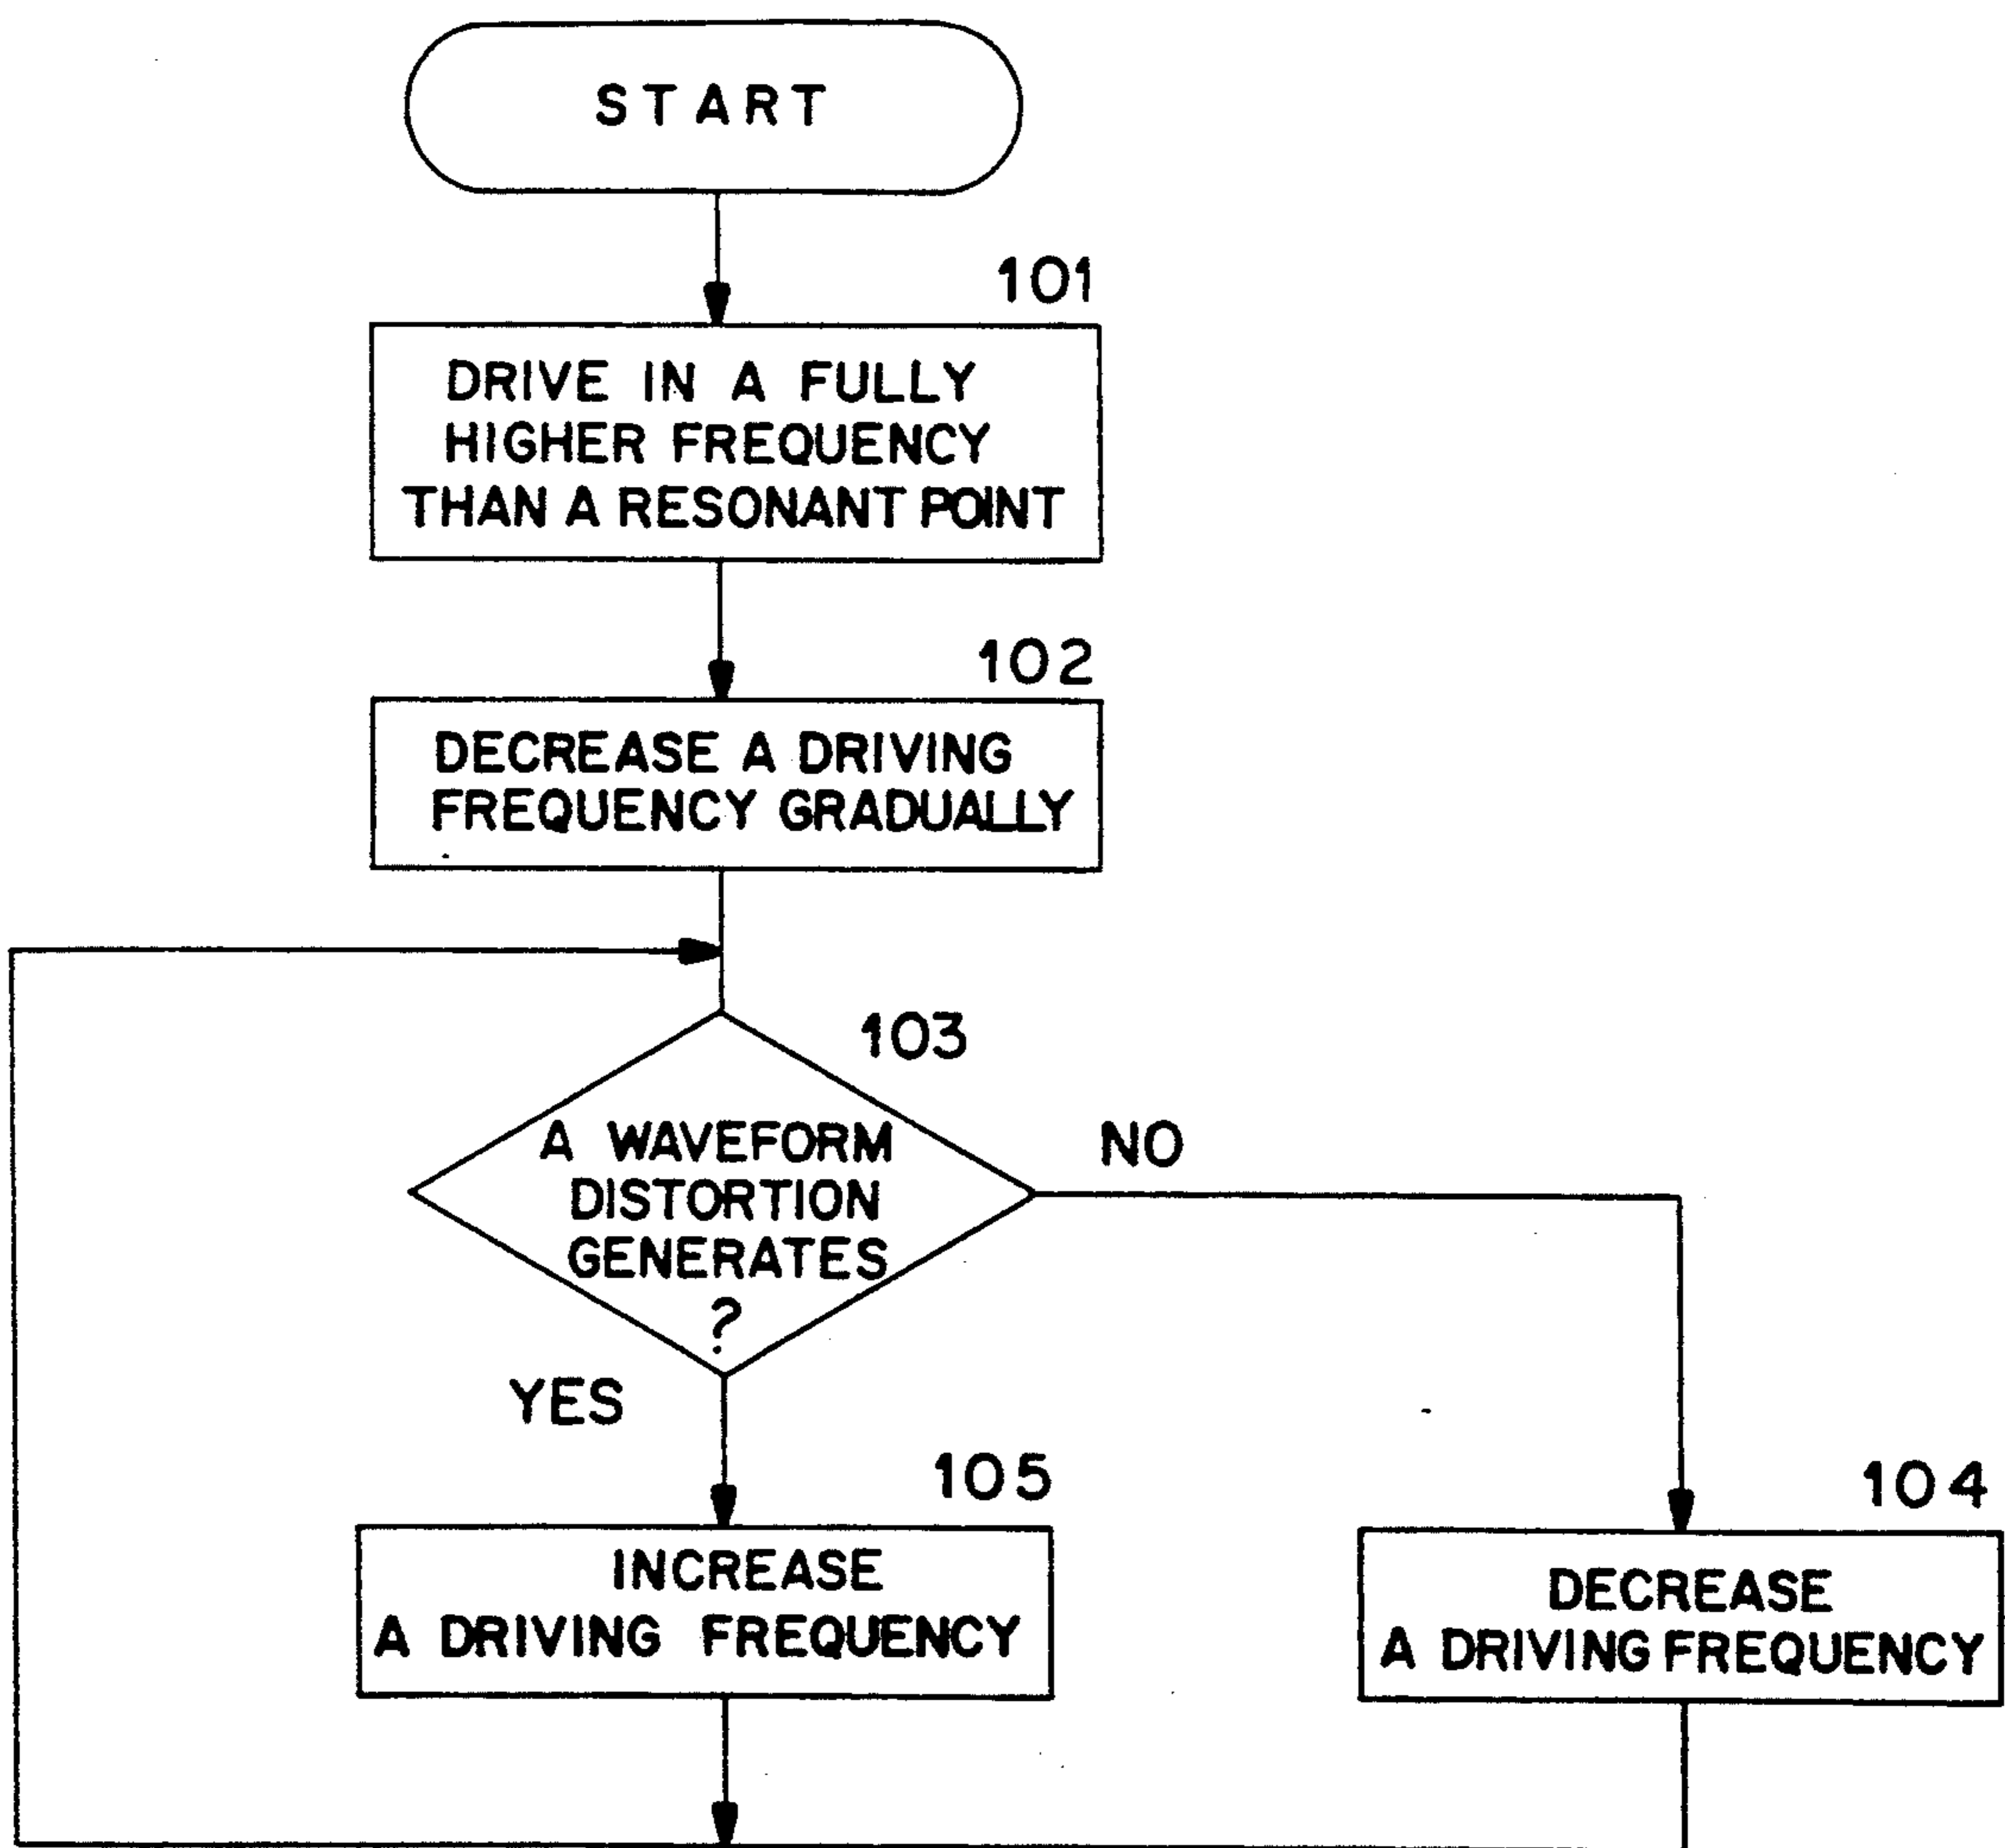 START
101
DRIVE IN A FULLY
HIGHER FREQUENCY
THAN A RESONANT POINT
102
DECREASE A DRIVING
FREQUENCY GRADUALLY
103
A WAVEFORM
DISTORTION
GENERATES
?
NO
YES
105
INCREASE
A DRIVING FREQUENCY
104
DECREASE
A DRIVING FREQUENCY